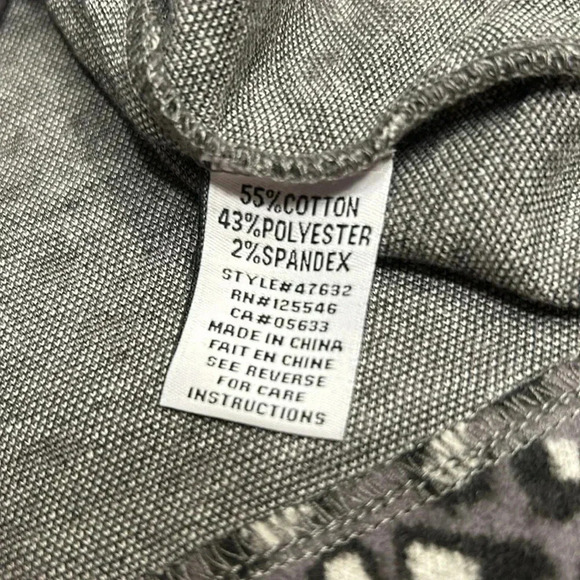 55%COTTON
43%POLYESTER
2%SPANDEX
STYLE#47632
RN#125546
CA#05633
MADE IN CHINA
FAIT EN CHINE
SEE REVERSE
FOR CARE
INSTRUCTIONS